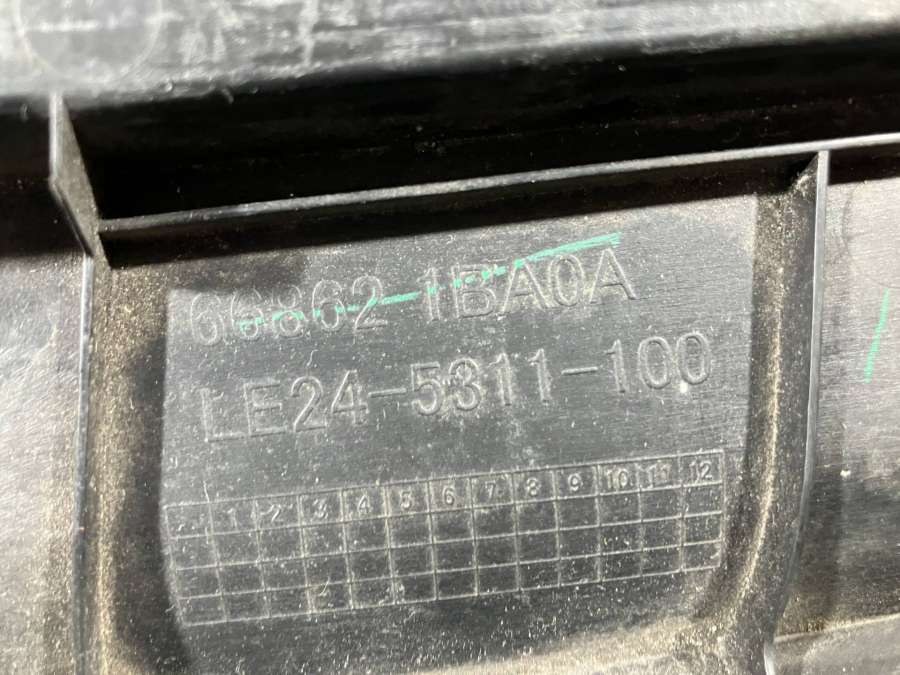 66862-1BA0A
LE24-5311-100
1 2 3 4 5 6 7 8 9 10 11 12